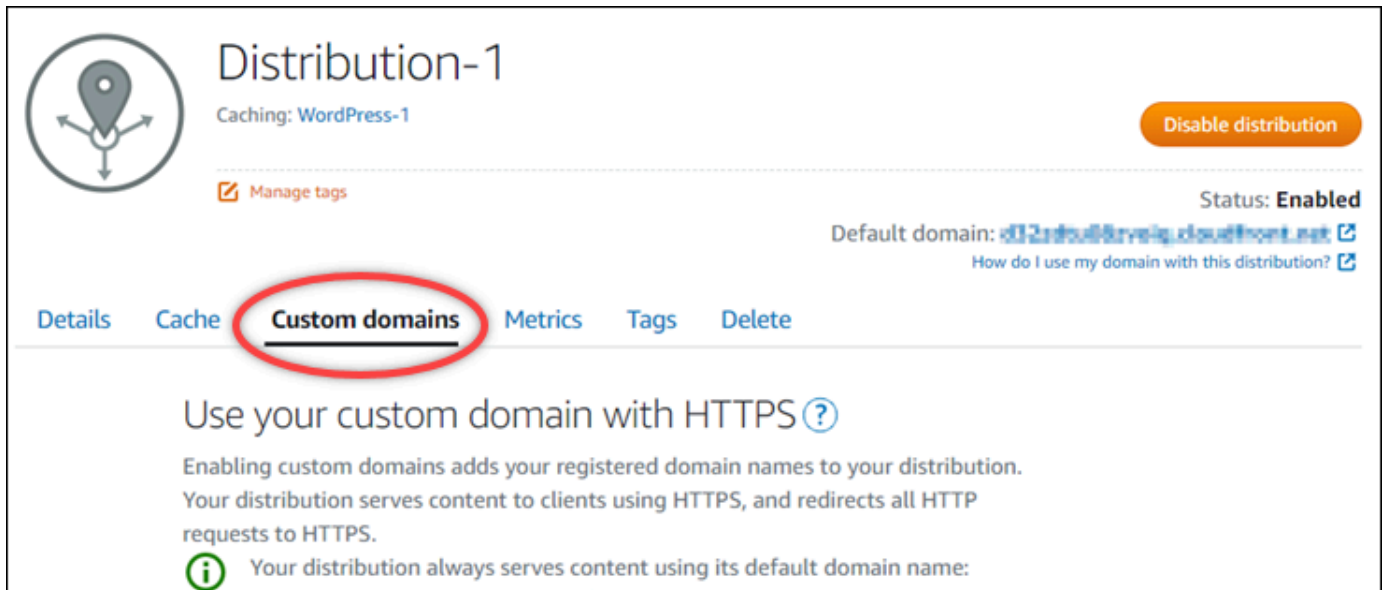 Distribution-1
Caching: WordPress-1
Disable distribution
Manage tags
Status: Enabled
Default domain:
How do I use my domain with this distribution?
Details Cache Custom domains Metrics Tags Delete
Use your custom domain with HTTPS ?
Enabling custom domains adds your registered domain names to your distribution.
Your distribution serves content to clients using HTTPS, and redirects all HTTP
requests to HTTPS.
Your distribution always serves content using its default domain name: